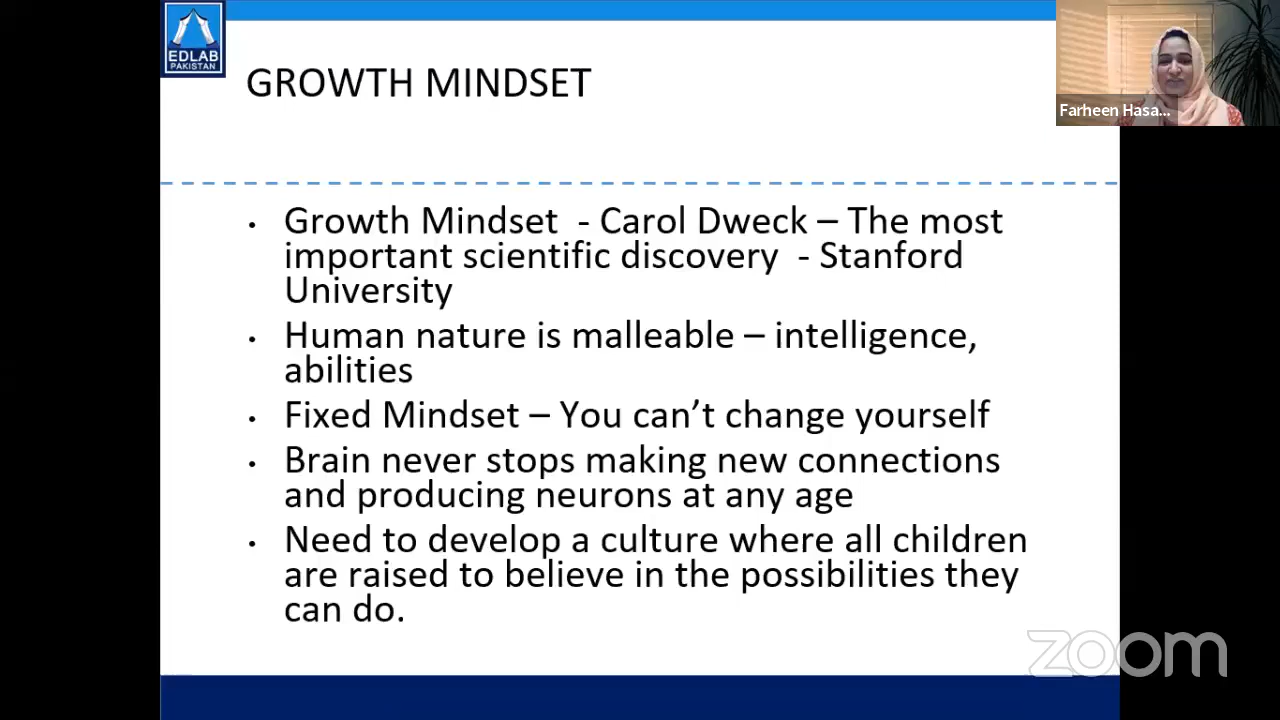 EDLAB
PAKISTAN
GROWTH MINDSET
Farheen Hasa...
• Growth Mindset - Carol Dweck – The most
important scientific discovery - Stanford
University
• Human nature is malleable – intelligence,
abilities
• Fixed Mindset – You can’t change yourself
• Brain never stops making new connections
and producing neurons at any age
• Need to develop a culture where all children
are raised to believe in the possibilities they
can do.
zoom